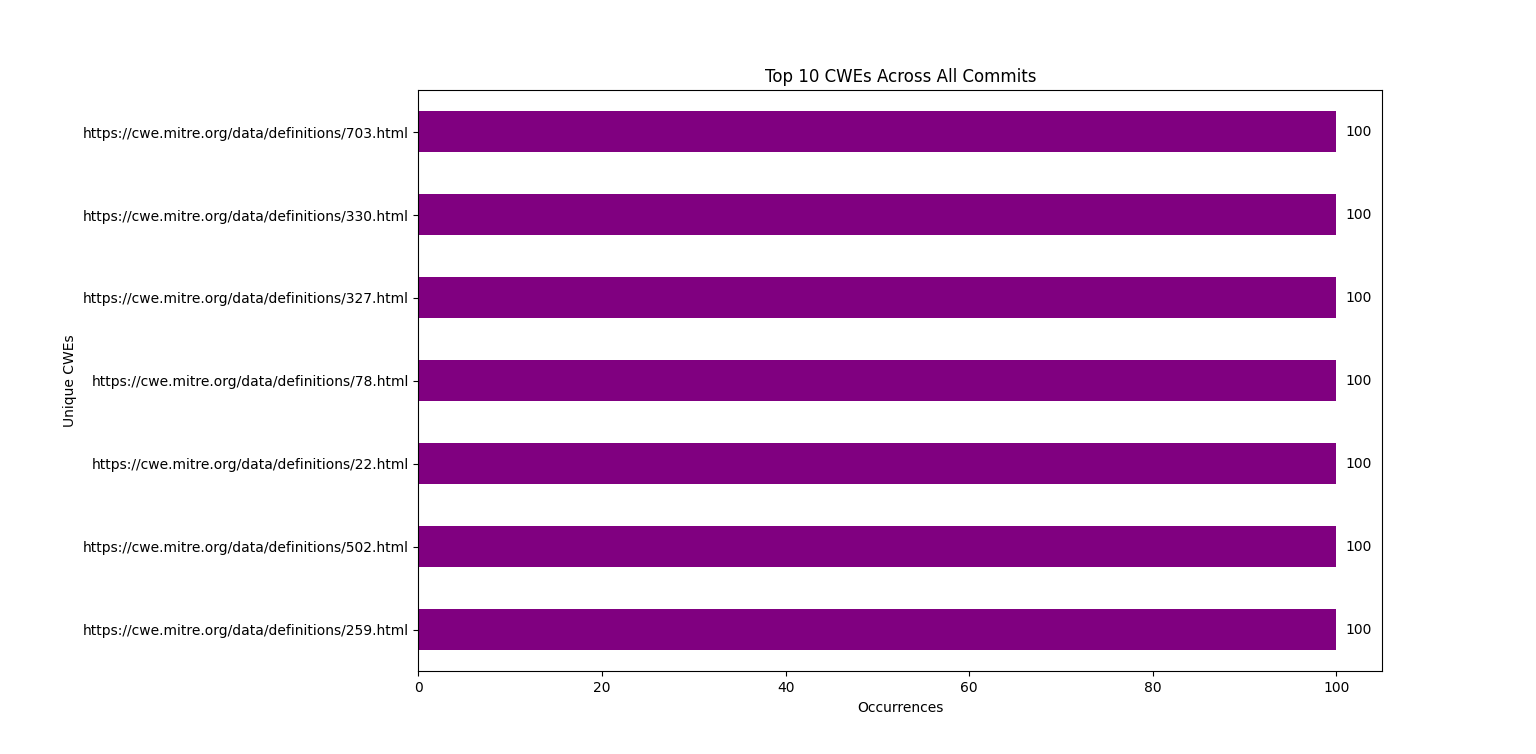 Top 10 CWEs Across All Commits
https://cwe.mitre.org/data/definitions/703.html
100
https://cwe.mitre.org/data/definitions/330.html
100
https://cwe.mitre.org/data/definitions/327.html
100
https://cwe.mitre.org/data/definitions/78.html
100
https://cwe.mitre.org/data/definitions/22.html
100
https://cwe.mitre.org/data/definitions/502.html
100
https://cwe.mitre.org/data/definitions/259.html
100
Unique CWEs
0 20 40 60 80 100
Occurrences